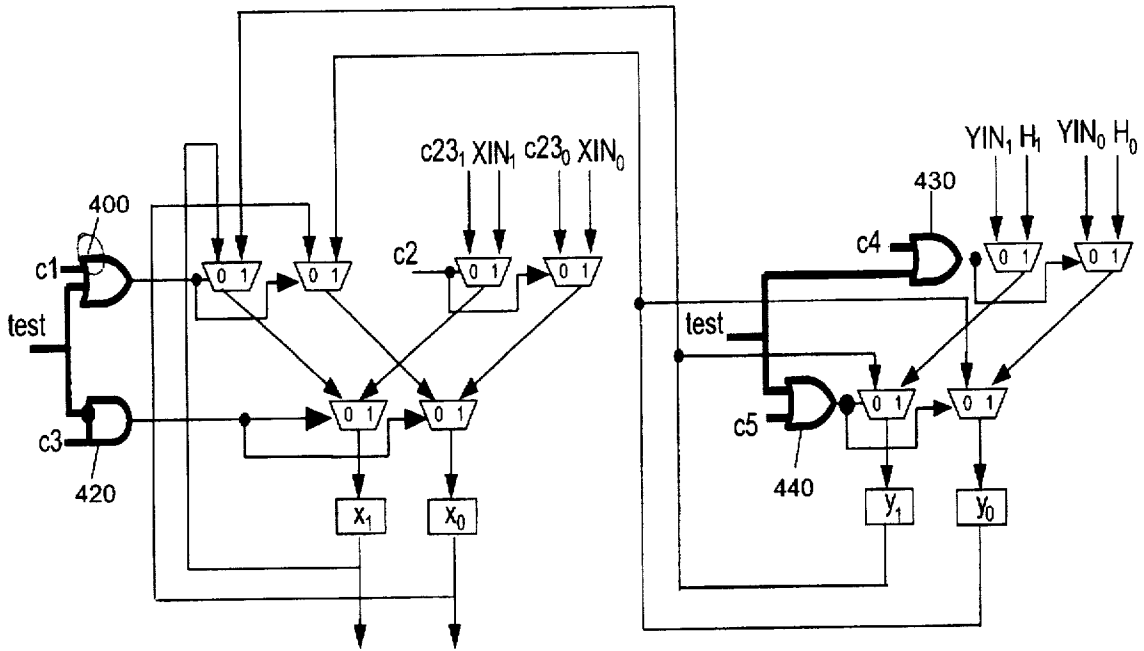 c23₁ XIN₁ c23₀ XIN₀
YIN₁ H₁ YIN₀ H₀
400
430
c1
0 1
0 1
c2
0 1
0 1
c4
0 1
0 1
test
test
0 1
0 1
0 1
0 1
c3
c5
420
440
x₁
x₀
y₁
y₀